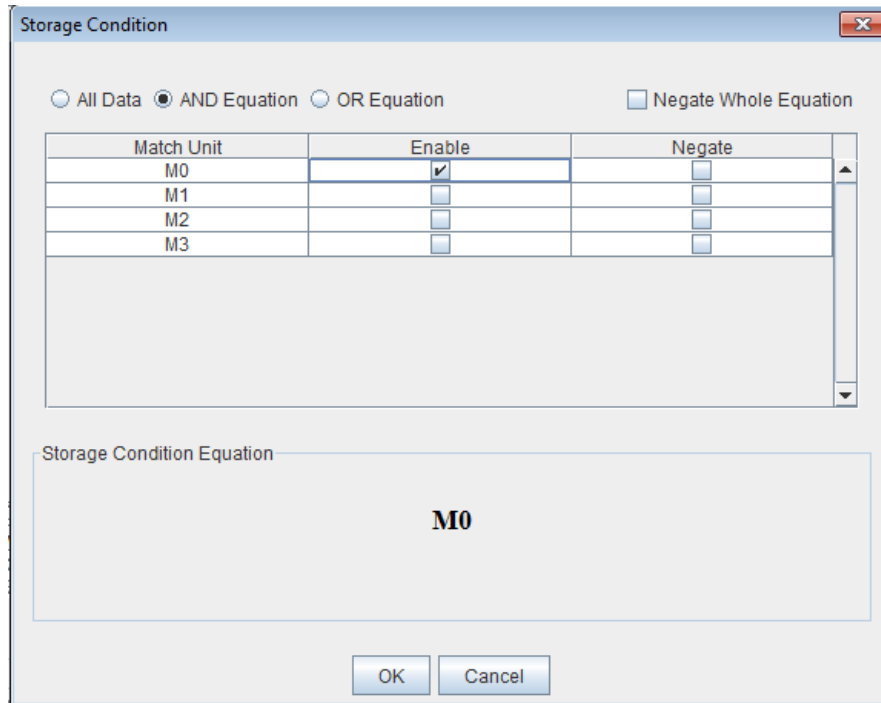 Storage Condition
All Data AND Equation OR Equation Negate Whole Equation
Match Unit Enable Negate
M0
M1
M2
M3
Storage Condition Equation
M0
OK Cancel